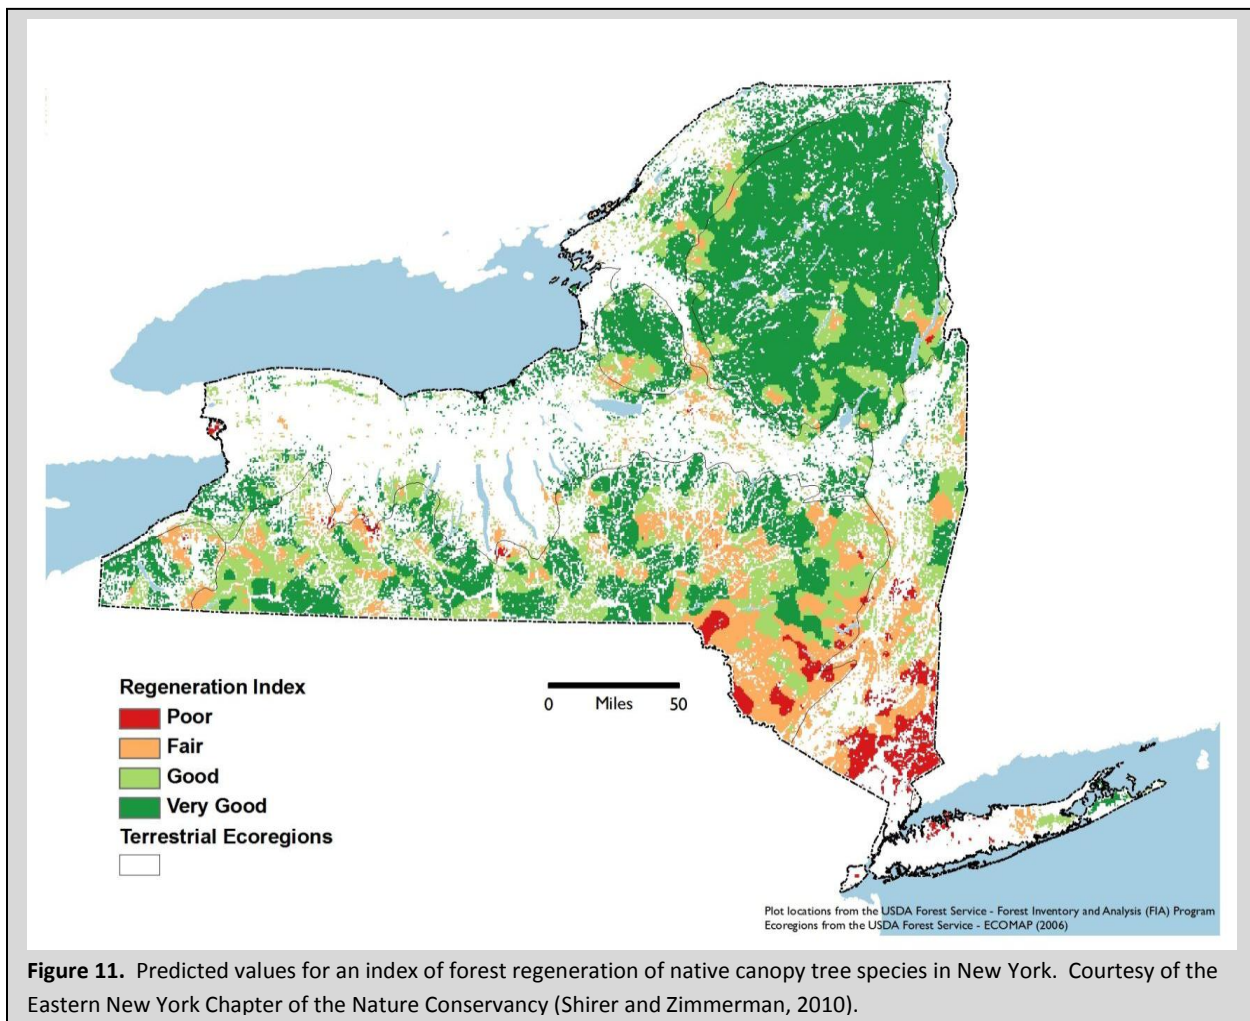 Regeneration Index
Poor
Fair
Good
Very Good
Terrestrial Ecoregions
0 Miles 50
Plot locations from the USDA Forest Service - Forest Inventory and Analysis (FIA) Program
Ecoregions from the USDA Forest Service - ECOMAP (2006)
Figure 11. Predicted values for an index of forest regeneration of native canopy tree species in New York. Courtesy of the
Eastern New York Chapter of the Nature Conservancy (Shirer and Zimmerman, 2010).